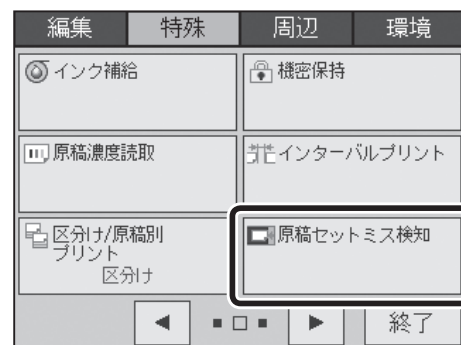 編集 特殊 周辺 環境
インク補給 機密保持
原稿濃度読取 インターバルプリント
区分け/原稿別 原稿セットミス検知
プリント
区分け
終了